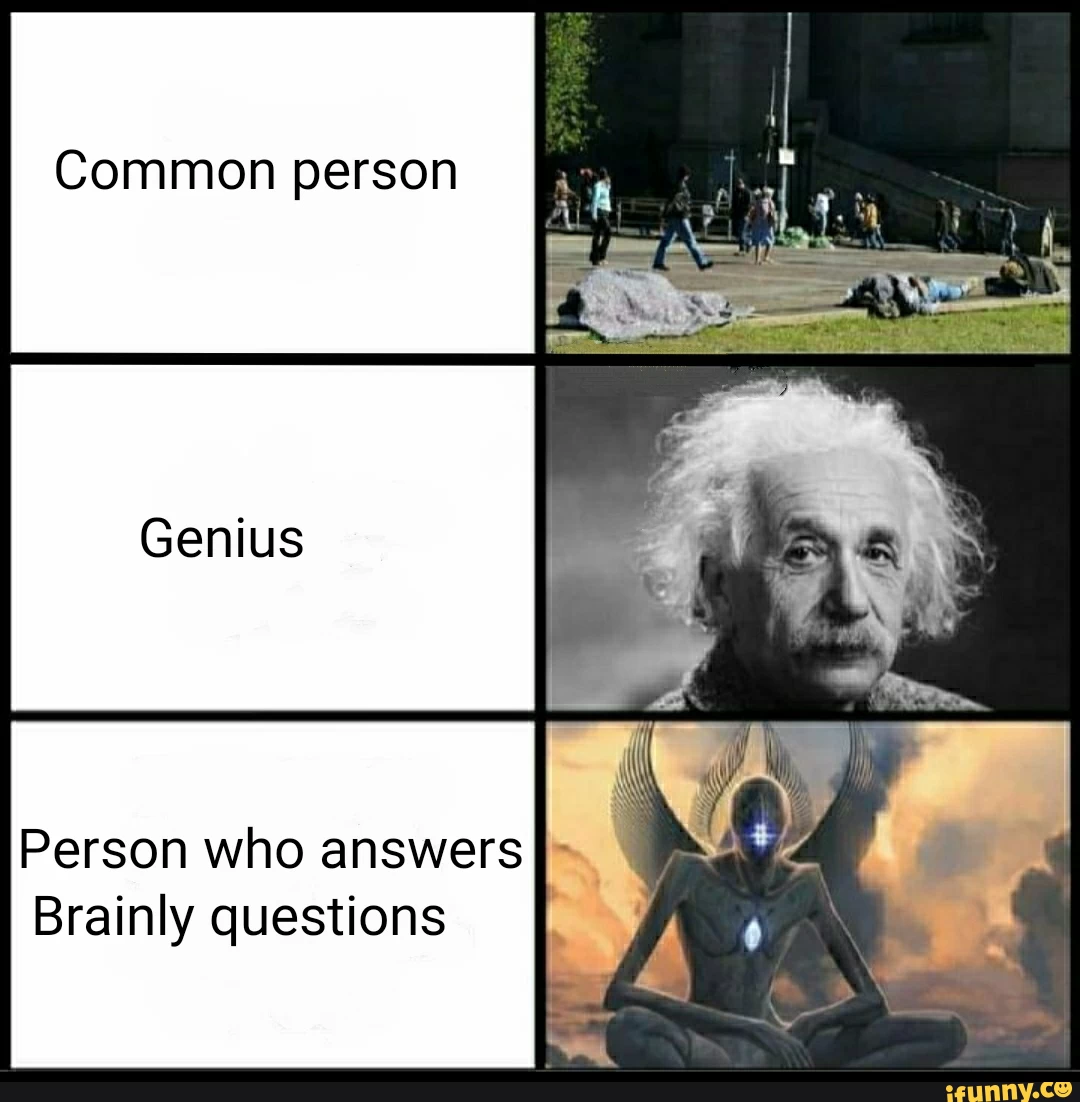 Common person
Genius
Person who answers
Brainly questions
ifunny.co